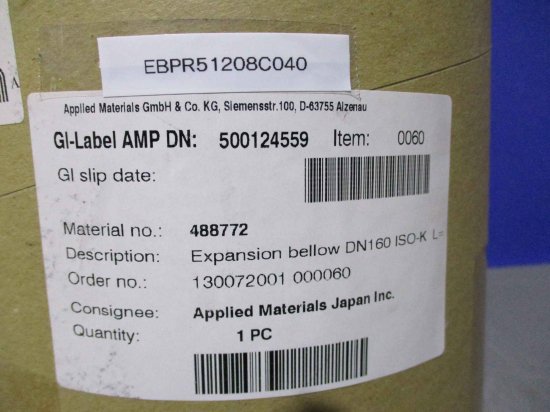 EBPR51208C040
Applied Materials GmbH & Co. KG, Siemensstr.100, D-63755 Alzenau
GI-Label AMP DN: 500124559 Item: 0060
GI slip date:
Material no.: 488772
Description: Expansion bellow DN160 ISO-K L=
Order no.: 130072001 000060
Consignee: Applied Materials Japan Inc.
Quantity: 1 PC
A